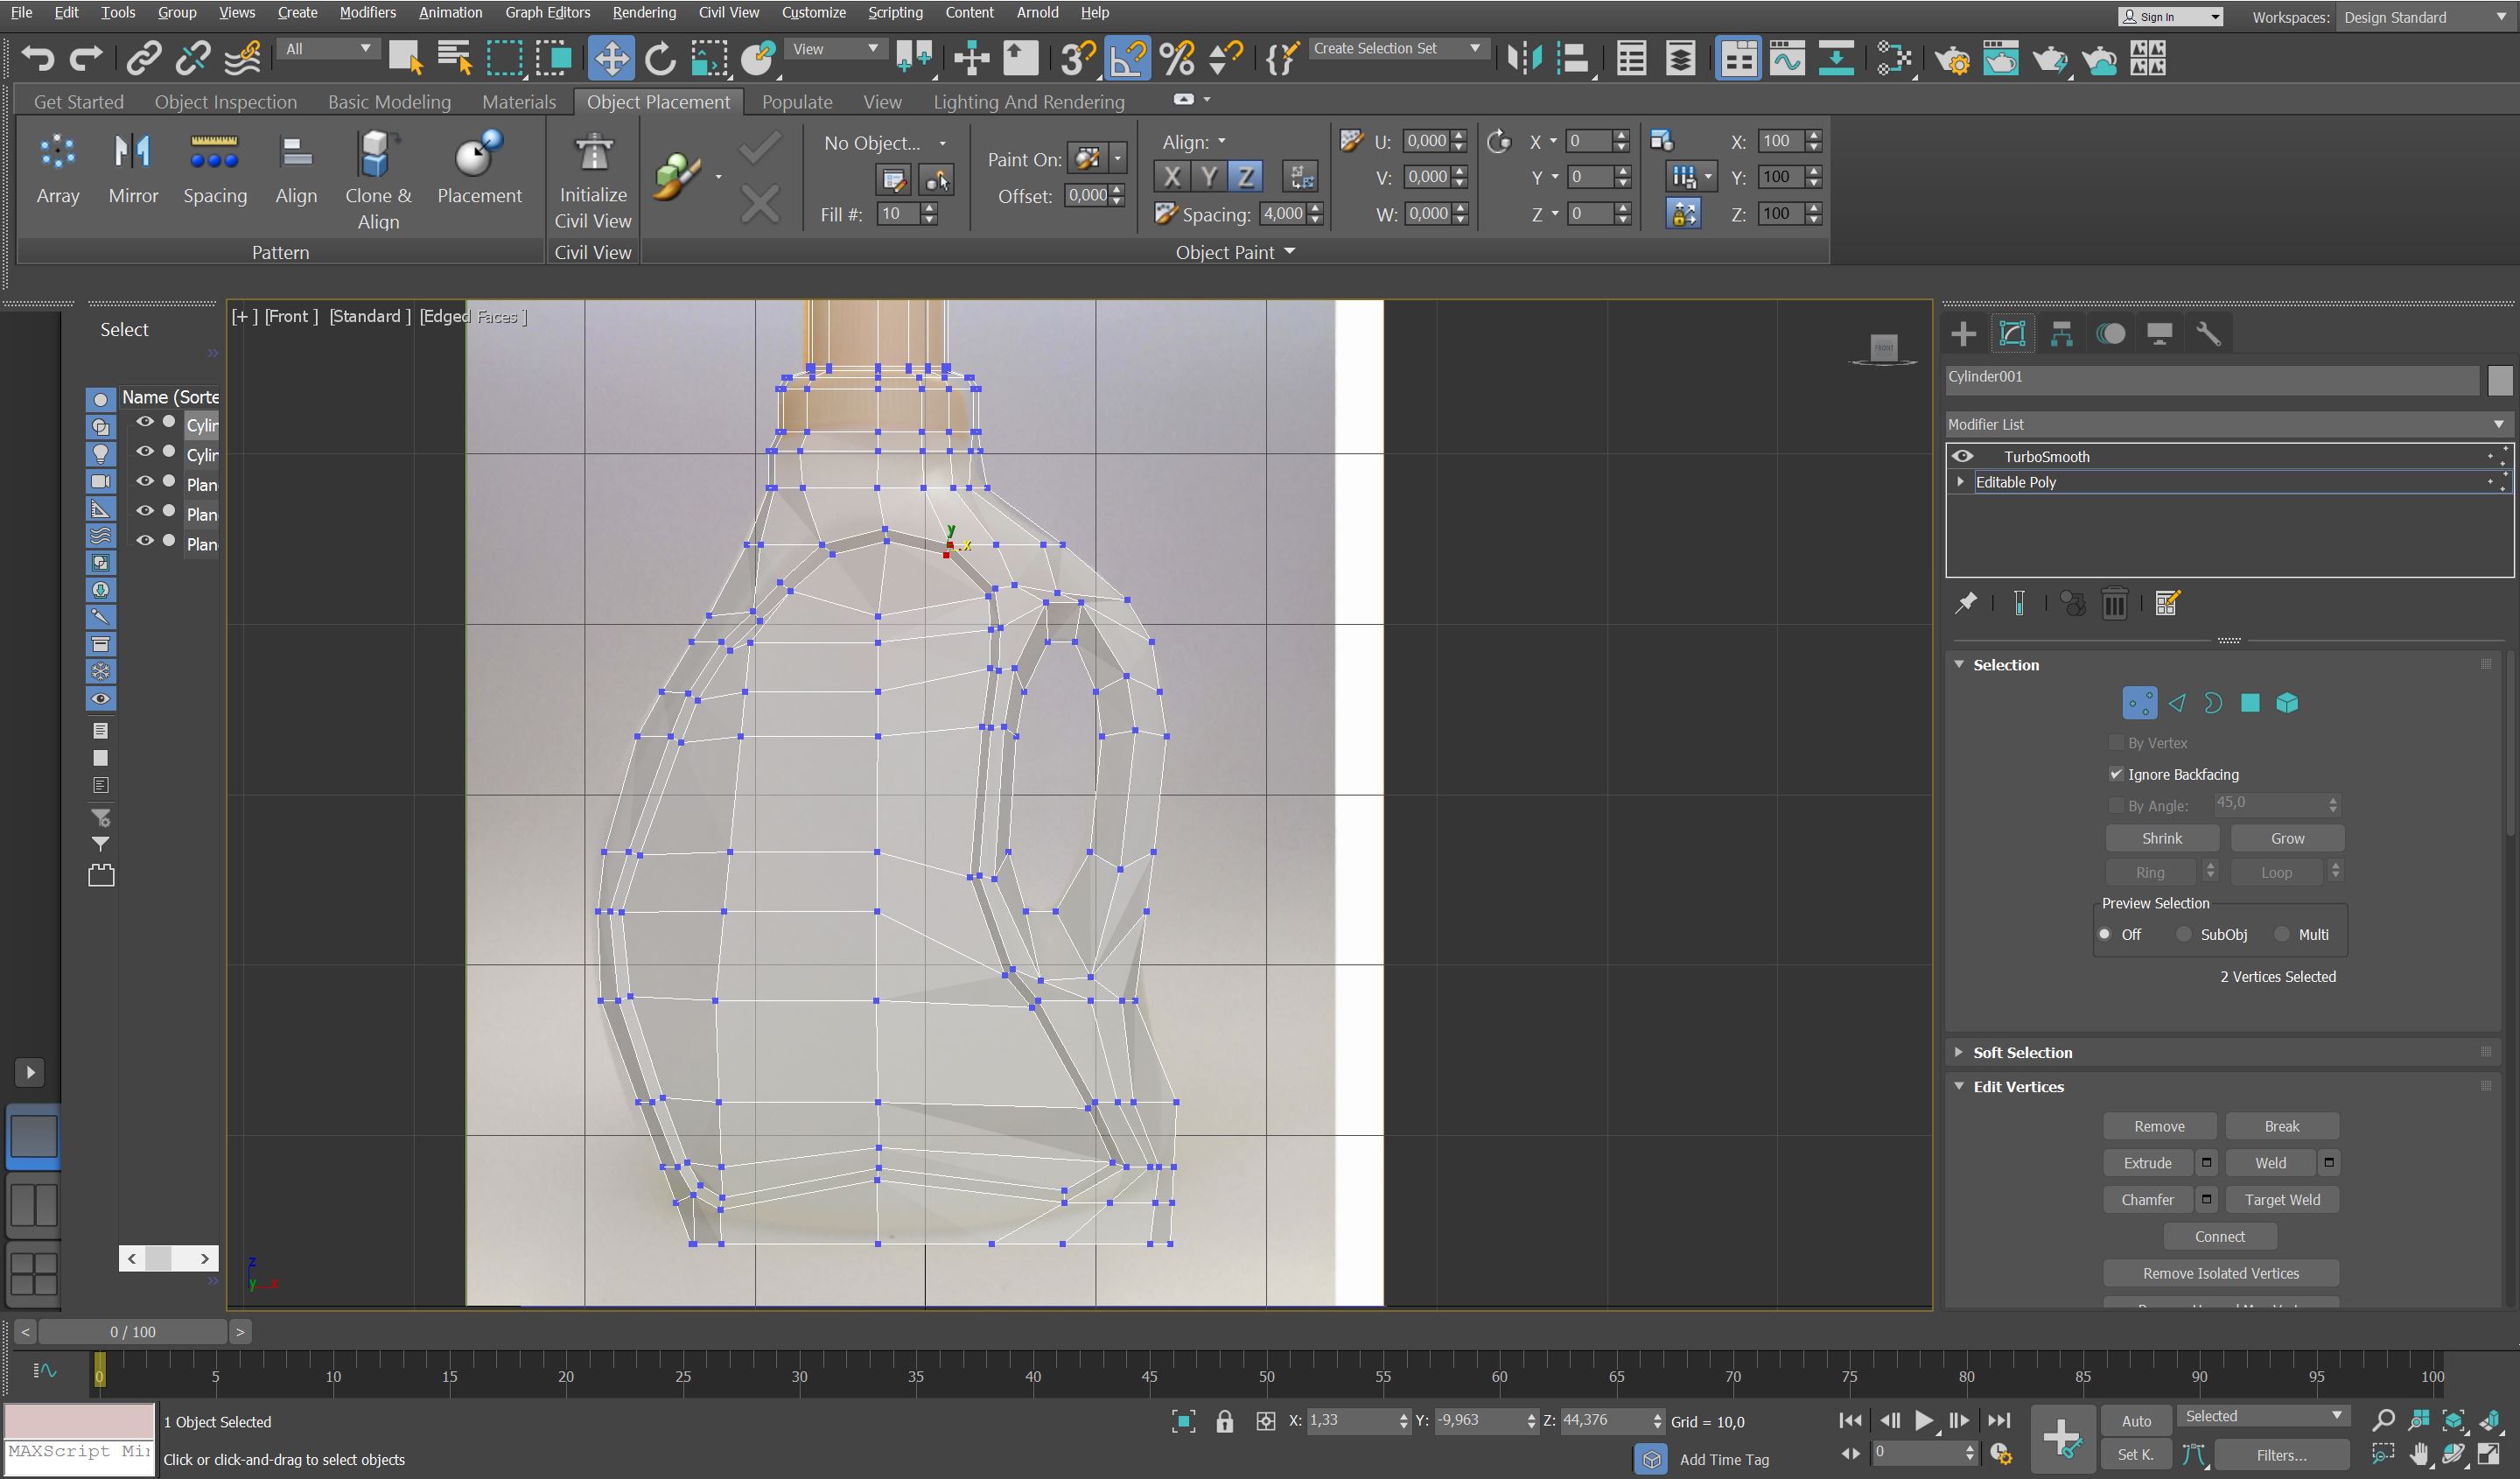 File Edit Tools Group Views Create Modifiers Animation Graph Editors Rendering Civil View Customize Scripting Content Arnold Help
Sign In Workspaces: Design Standard
All View Create Selection Set
Get Started Object Inspection Basic Modeling Materials Object Placement Populate View Lighting And Rendering
No Object... Align: U: 0,000 X 0 X: 100
Paint On: X Y Z V: 0,000 Y 0 Y: 100
Array Mirror Spacing Align Clone & Align Placement
Initialize Civil View
Offset: 0,000
Fill #: 10 Spacing: 4,000 W: 0,000 Z 0 Z: 100
Pattern Civil View Object Paint
[+ ] [Front ] [Standard ] [Edged Faces ]
FRONT
Select
Name (Sorte
Cylin
Cylin
Plan
Plan
Plan
y
x
z
y x
Cylinder001
Modifier List
TurboSmooth
Editable Poly
Selection
By Vertex
Ignore Backfacing
By Angle: 45,0
Shrink Grow
Ring Loop
Preview Selection
Off SubObj Multi
2 Vertices Selected
Soft Selection
Edit Vertices
Remove Break
Extrude Weld
Chamfer Target Weld
Connect
Remove Isolated Vertices
< 0 / 100 >
0 5 10 15 20 25 30 35 40 45 50 55 60 65 70 75 80 85 90 95 100
1 Object Selected X: 1,33 Y: -9,963 Z: 44,376 Grid = 10,0 Auto Selected
MAXScript Mi
Click or click-and-drag to select objects Add Time Tag 0 Set K. Filters...